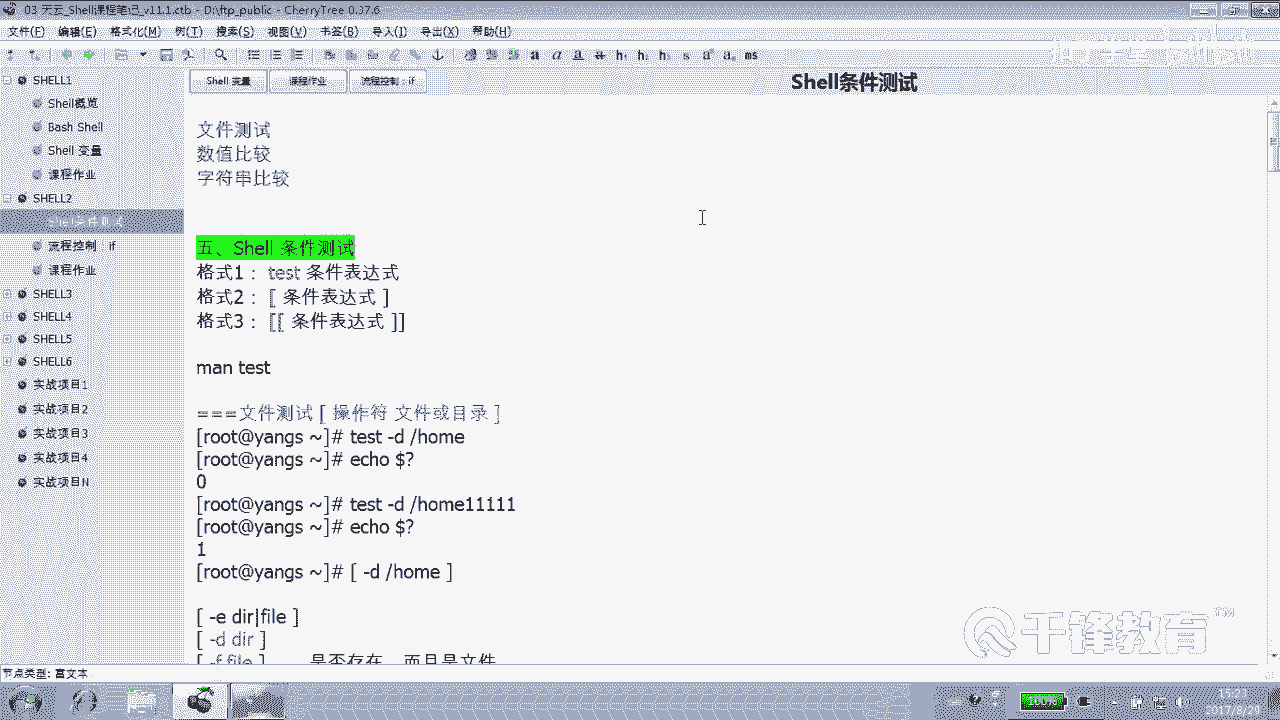 03_天云_Shell课程笔记_v11.1.ctb - D:\ftp_public - CherryTree 0.37.6
文件(F) 编辑(E) 格式化(M) 树(T) 搜索(S) 视图(V) 书签(B) 导入(I) 导出(X) 帮助(H)
h₁ h₂ h₃ s ms
SHELL1
Shell概览
Bash Shell
Shell 变量
课程作业
SHELL2
Shell条件测试
流程控制：if
课程作业
SHELL3
SHELL4
SHELL5
SHELL6
实战项目1
实战项目2
实战项目3
实战项目4
实战项目N
Shell 变量 课程作业 流程控制：if
Shell条件测试
文件测试
数值比较
字符串比较
五、Shell 条件测试
格式1： test 条件表达式
格式2： [ 条件表达式 ]
格式3： [[ 条件表达式 ]]
man test
===文件测试 [ 操作符 文件或目录 ]
[root@yangs ~]# test -d /home
[root@yangs ~]# echo $?
0
[root@yangs ~]# test -d /home11111
[root@yangs ~]# echo $?
1
[root@yangs ~]# [ -d /home ]
[ -e dir|file ]
[ -d dir ]
[ -f file ] 是否存在，而且是文件
千锋教育™
节点类型: 富文本
100%
15:23
2017/8/29